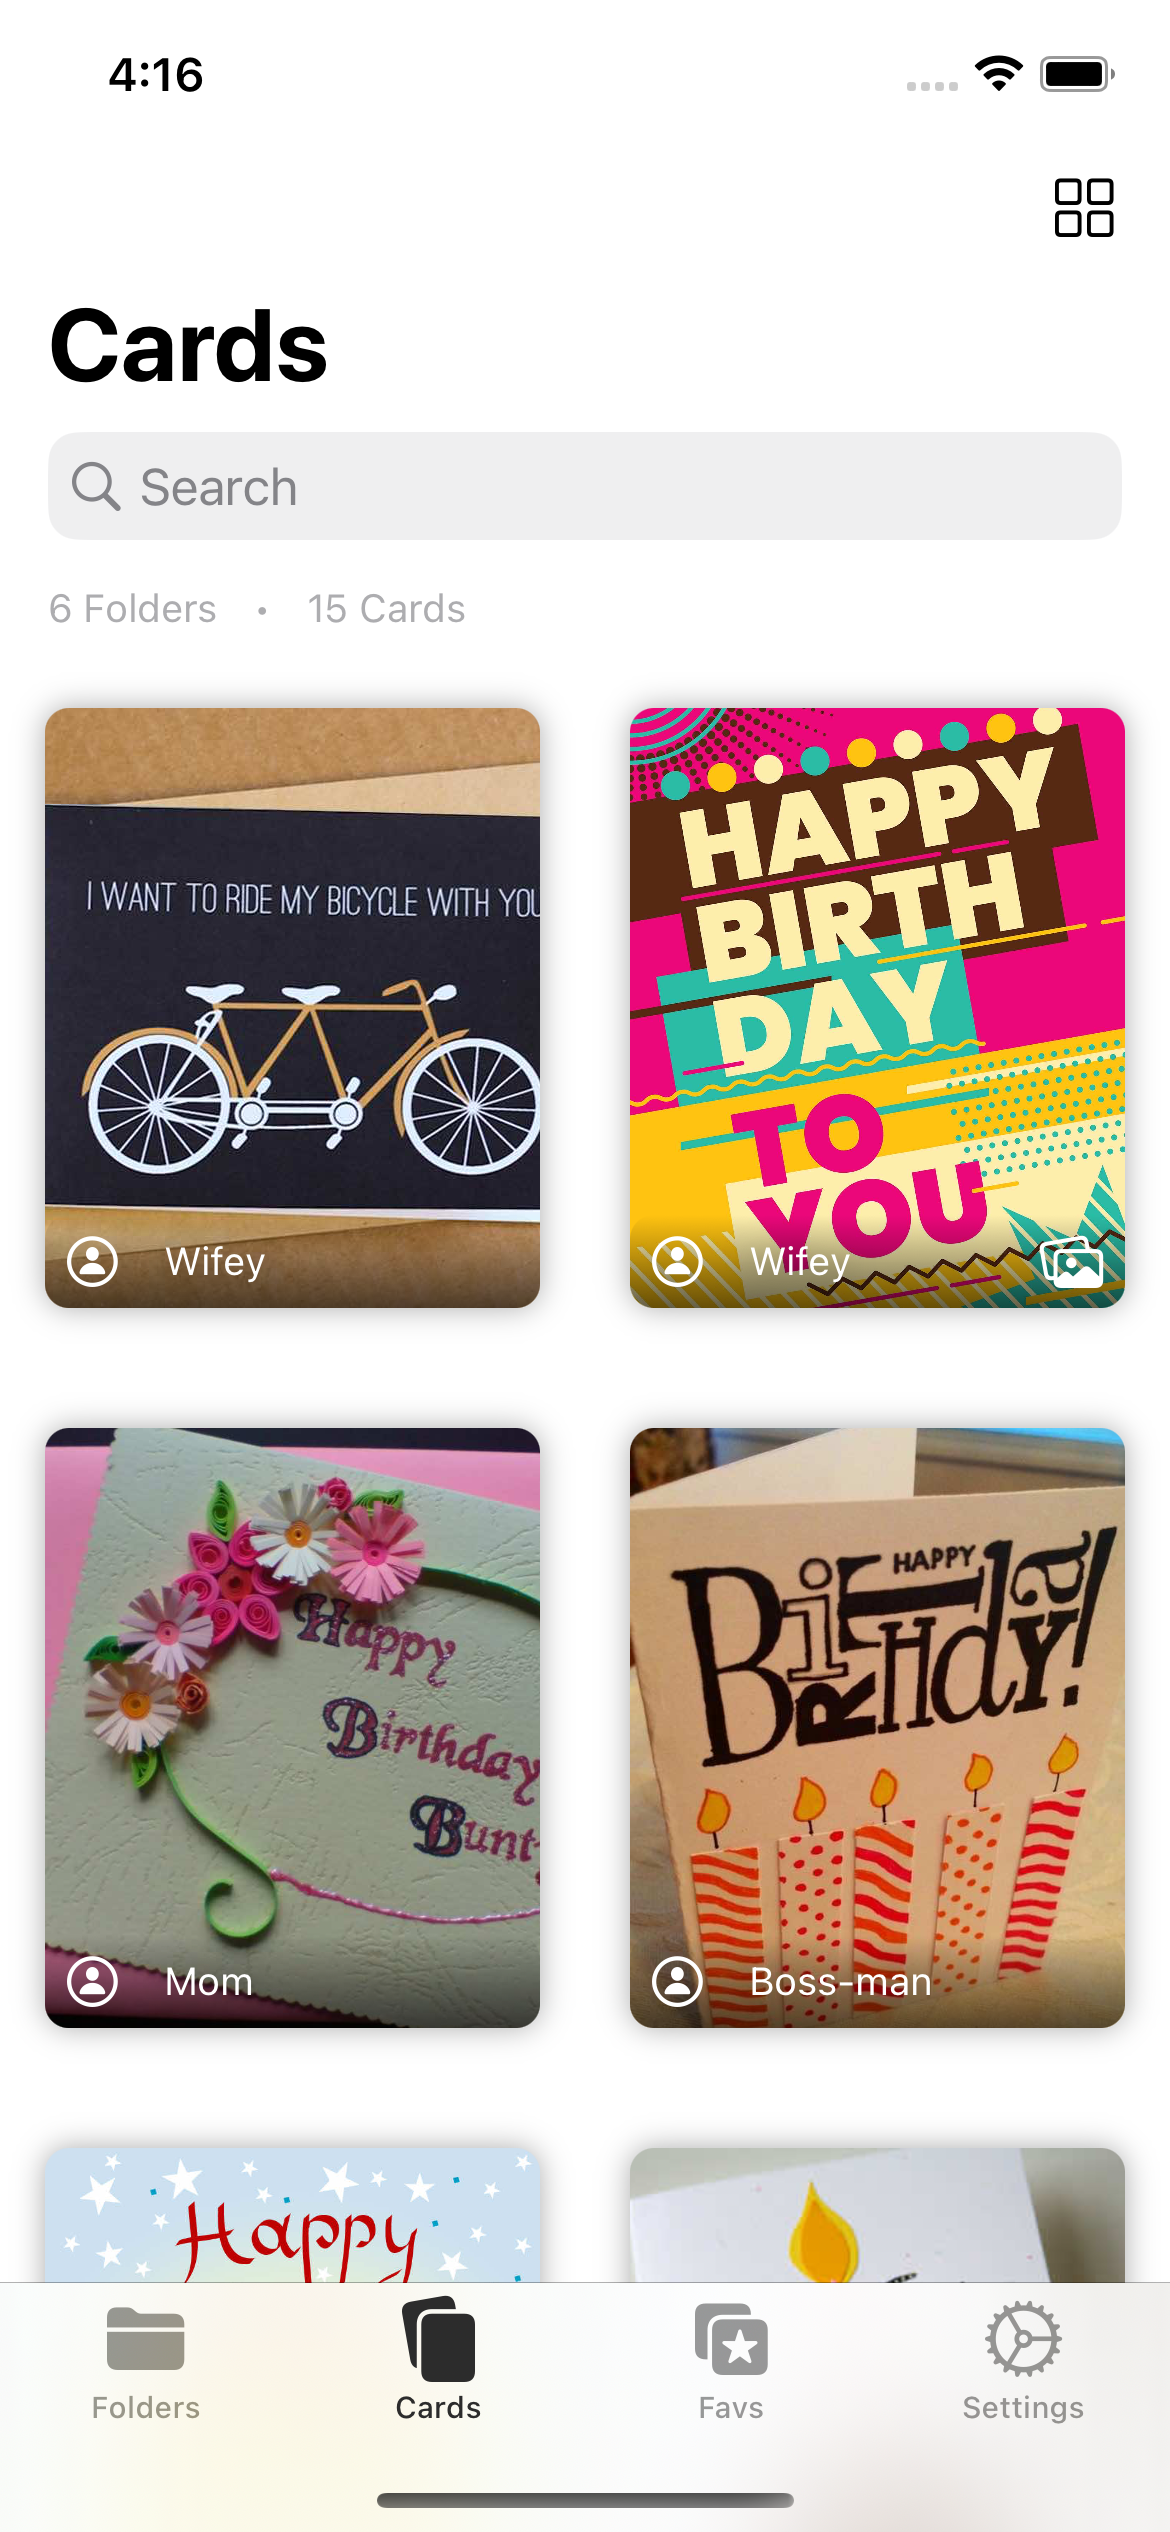 4:16
Cards
Search
6 Folders • 15 Cards
I WANT TO RIDE MY BICYCLE WITH YOU
Wifey
HAPPY
BIRTH
DAY
TO
YOU
Wifey
Happy
Birthday
Bunt
Mom
HAPPY
BirTHday!
Boss-man
Happy
Folders
Cards
Favs
Settings